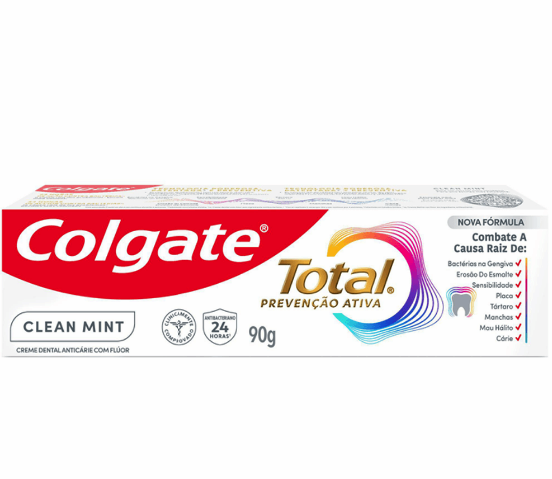 Colgate
CLEAN MINT
Colgate®
Total®
PREVENÇÃO ATIVA
NOVA FÓRMULA
Combate A
Causa Raiz De:
Bactérias na Gengiva ✓
Erosão Do Esmalte ✓
Sensibilidade ✓
Placa ✓
Tártaro ✓
Manchas ✓
Mau Hálito ✓
Cárie ✓
CLEAN MINT
CLINICAMENTE COMPROVADO
ANTIBACTERIANO
24
HORAS
90g
CREME DENTAL ANTICÁRIE COM FLÚOR